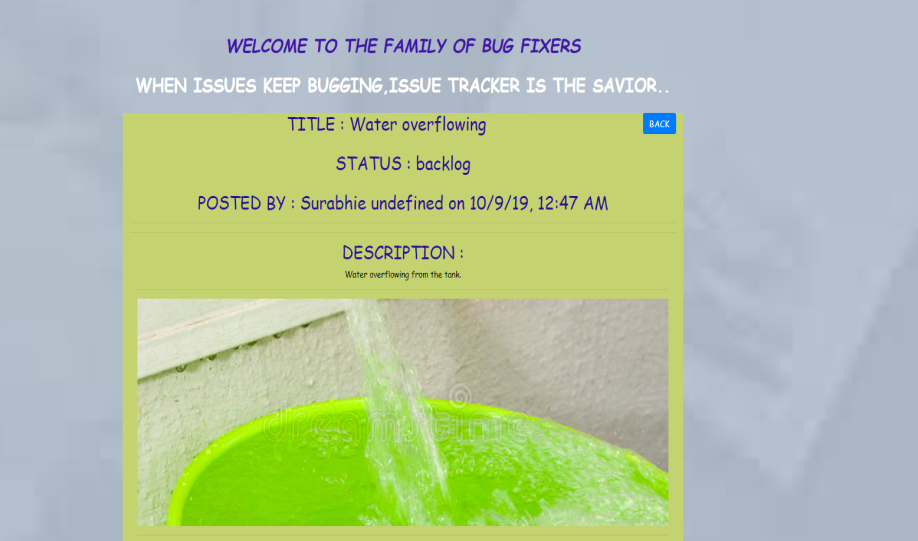 WELCOME TO THE FAMILY OF BUG FIXERS
WHEN ISSUES KEEP BUGGING,ISSUE TRACKER IS THE SAVIOR..
TITLE : Water overflowing
BACK
STATUS : backlog
POSTED BY : Surabhie undefined on 10/9/19, 12:47 AM
DESCRIPTION :
Water overflowing from the tank.
dreamstime